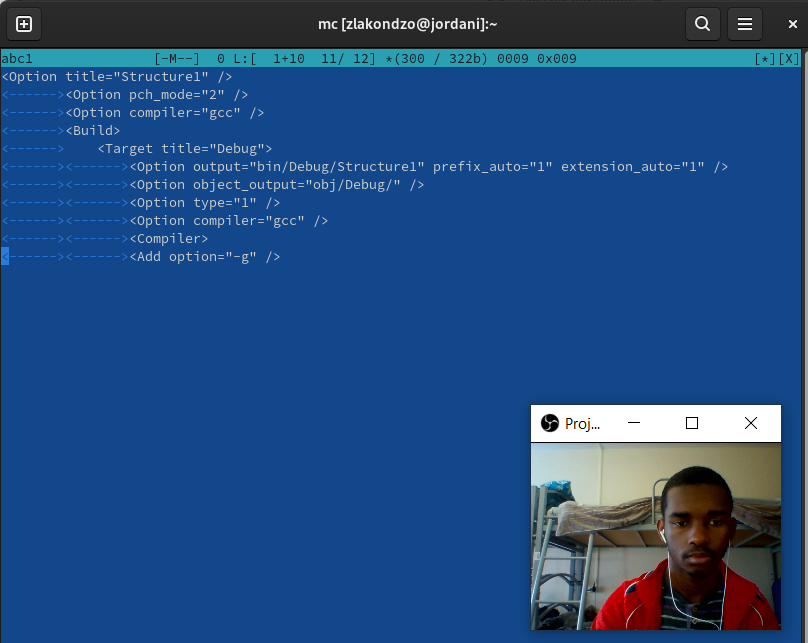 mc [zlakondzo@jordani]:~
abc1 [-M--] 0 L:[ 1+10 11/ 12] *(300 / 322b) 0009 0x009 [*][X]
<Option title="Structure1" />
<------><Option pch_mode="2" />
<------><Option compiler="gcc" />
<------><Build>
<------>    <Target title="Debug">
<------><------><Option output="bin/Debug/Structure1" prefix_auto="1" extension_auto="1" />
<------><------><Option object_output="obj/Debug/" />
<------><------><Option type="1" />
<------><------><Option compiler="gcc" />
<------><------><Compiler>
<------><------><Add option="-g" />
Proj...